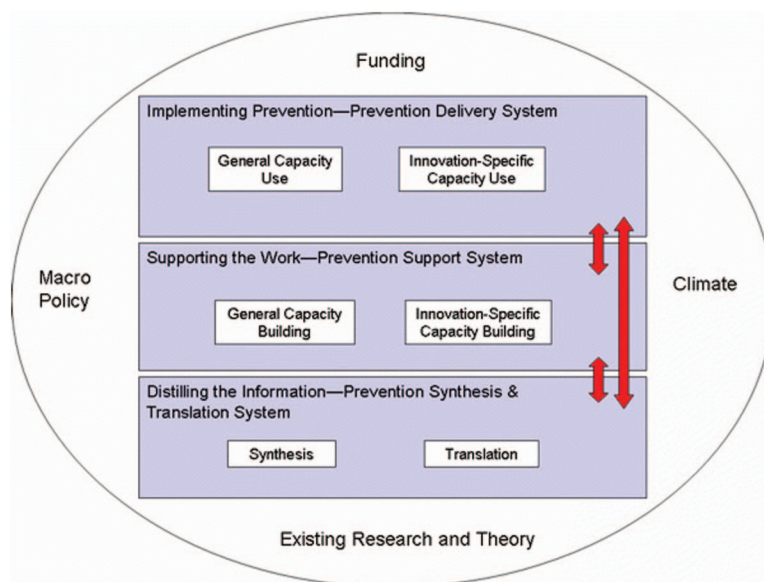 Funding
Implementing Prevention—Prevention Delivery System
General Capacity
Use
Innovation-Specific
Capacity Use
Macro
Policy
Supporting the Work—Prevention Support System
Climate
General Capacity
Building
Innovation-Specific
Capacity Building
Distilling the Information—Prevention Synthesis &
Translation System
Synthesis
Translation
Existing Research and Theory